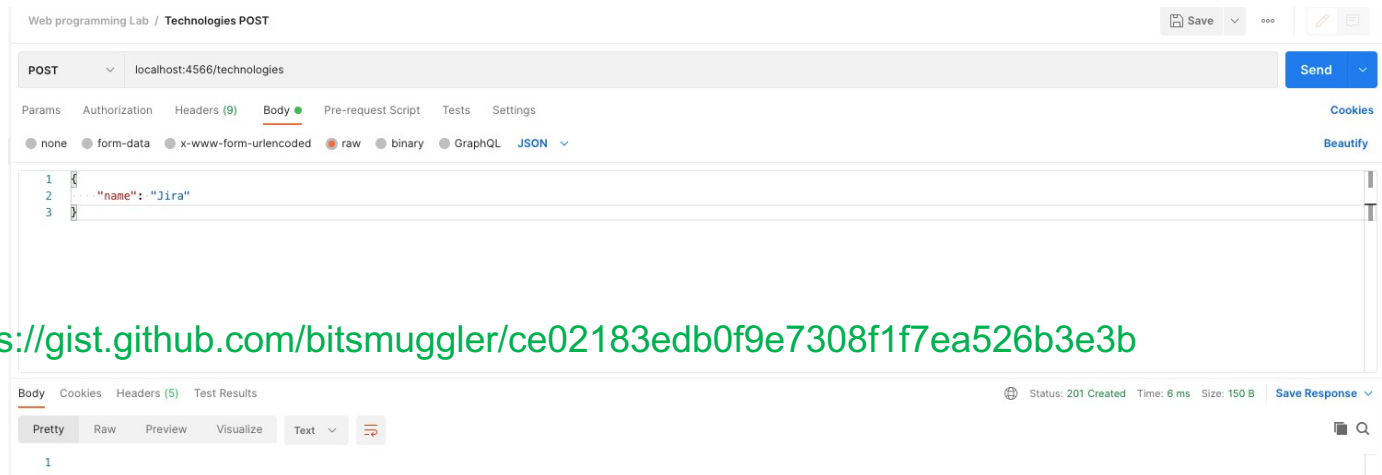 Web programming Lab / Technologies POST
Save
POST localhost:4566/technologies Send
Params Authorization Headers (9) Body Pre-request Script Tests Settings Cookies
none form-data x-www-form-urlencoded raw binary GraphQL JSON Beautify
1 {
2 "name": "Jira"
3 }
s://gist.github.com/bitsmuggler/ce02183edb0f9e7308f1f7ea526b3e3b
Body Cookies Headers (5) Test Results Status: 201 Created Time: 6 ms Size: 150 B Save Response
Pretty Raw Preview Visualize Text
1